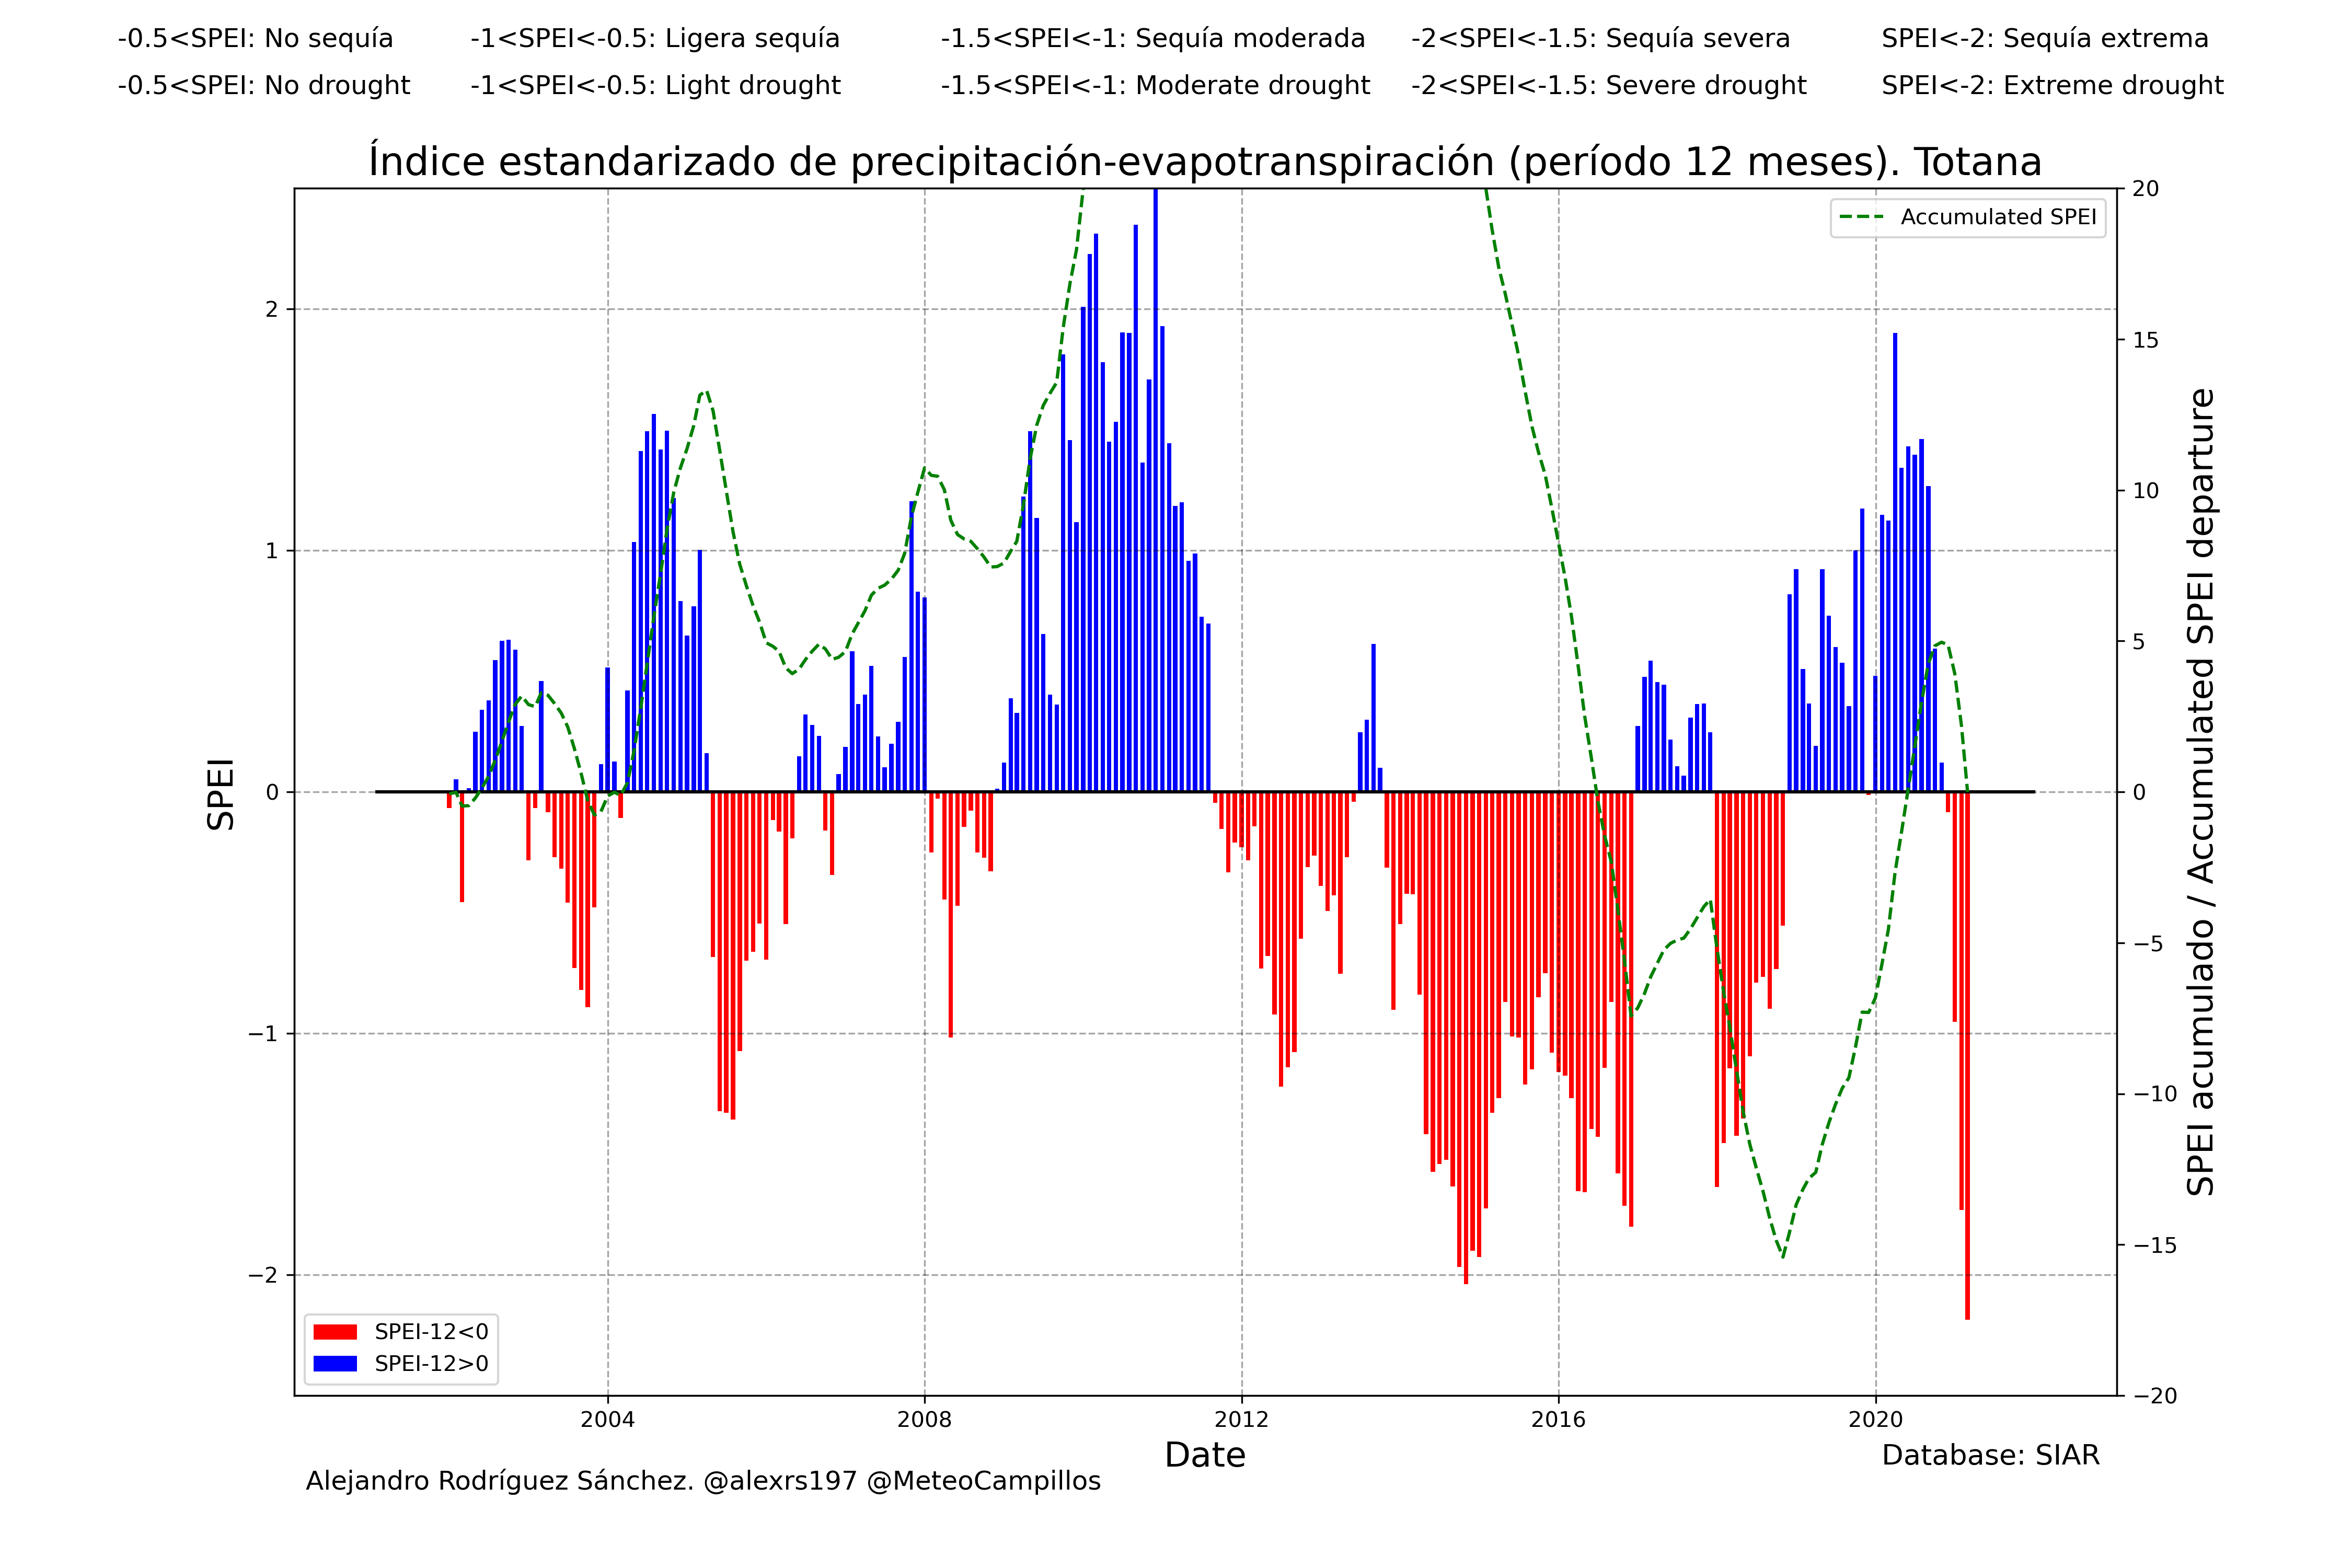 -0.5<SPEI: No sequía -1<SPEI<-0.5: Ligera sequía -1.5<SPEI<-1: Sequía moderada -2<SPEI<-1.5: Sequía severa SPEI<-2: Sequía extrema
-0.5<SPEI: No drought -1<SPEI<-0.5: Light drought -1.5<SPEI<-1: Moderate drought -2<SPEI<-1.5: Severe drought SPEI<-2: Extreme drought
Índice estandarizado de precipitación-evapotranspiración (período 12 meses). Totana
Accumulated SPEI
SPEI
2
1
0
−1
−2
20
15
10
5
0
−5
−10
−15
−20
SPEI acumulado / Accumulated SPEI departure
SPEI-12<0
SPEI-12>0
2004 2008 2012 2016 2020
Date
Database: SIAR
Alejandro Rodríguez Sánchez. @alexrs197 @MeteoCampillos